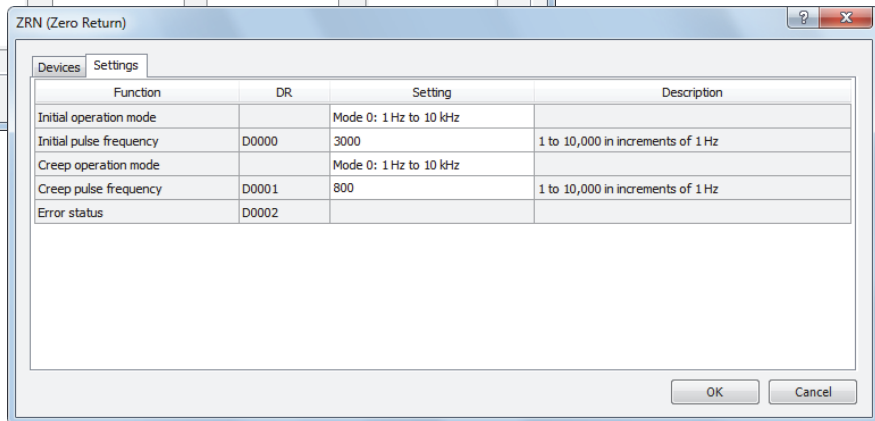 ZRN (Zero Return)
Devices Settings
Function DR Setting Description
Initial operation mode Mode 0: 1 Hz to 10 kHz
Initial pulse frequency D0000 3000 1 to 10,000 in increments of 1 Hz
Creep operation mode Mode 0: 1 Hz to 10 kHz
Creep pulse frequency D0001 800 1 to 10,000 in increments of 1 Hz
Error status D0002
OK Cancel